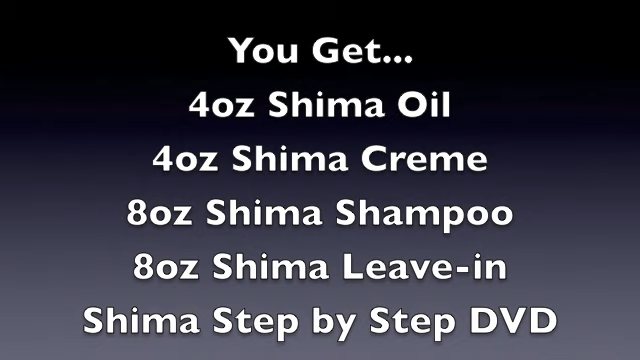 You Get...
4oz Shima Oil
4oz Shima Creme
8oz Shima Shampoo
8oz Shima Leave-in
Shima Step by Step DVD